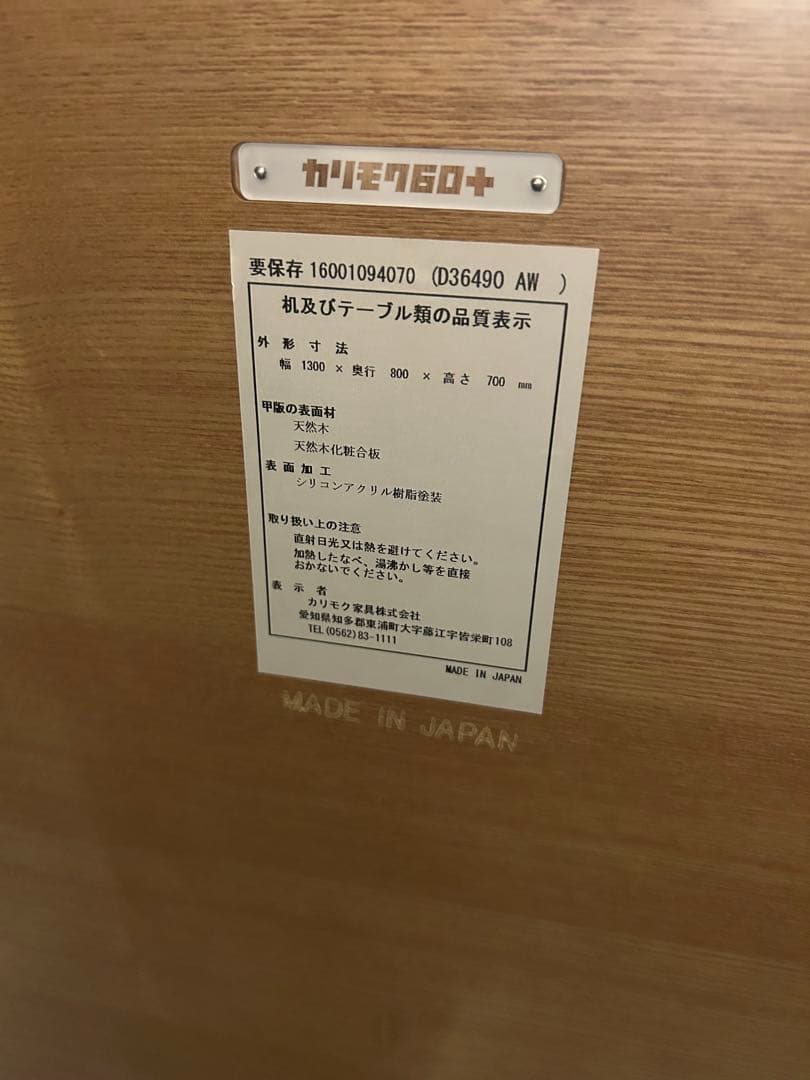 カリモク60+
要保存 16001094070 (D36490 AW )
机及びテーブル類の品質表示
外形寸法
幅 1300 × 奥行 800 × 高さ 700 mm
甲版の表面材
天然木
天然木化粧合板
表面加工
シリコンアクリル樹脂塗装
取り扱い上の注意
直射日光又は熱を避けてください。
加熱したなべ、湯沸かし等を直接
おかないでください。
表示者
カリモク家具株式会社
愛知県知多郡東浦町大字藤江字皆栄町108
TEL(0562)83-1111
MADE IN JAPAN
MADE IN JAPAN